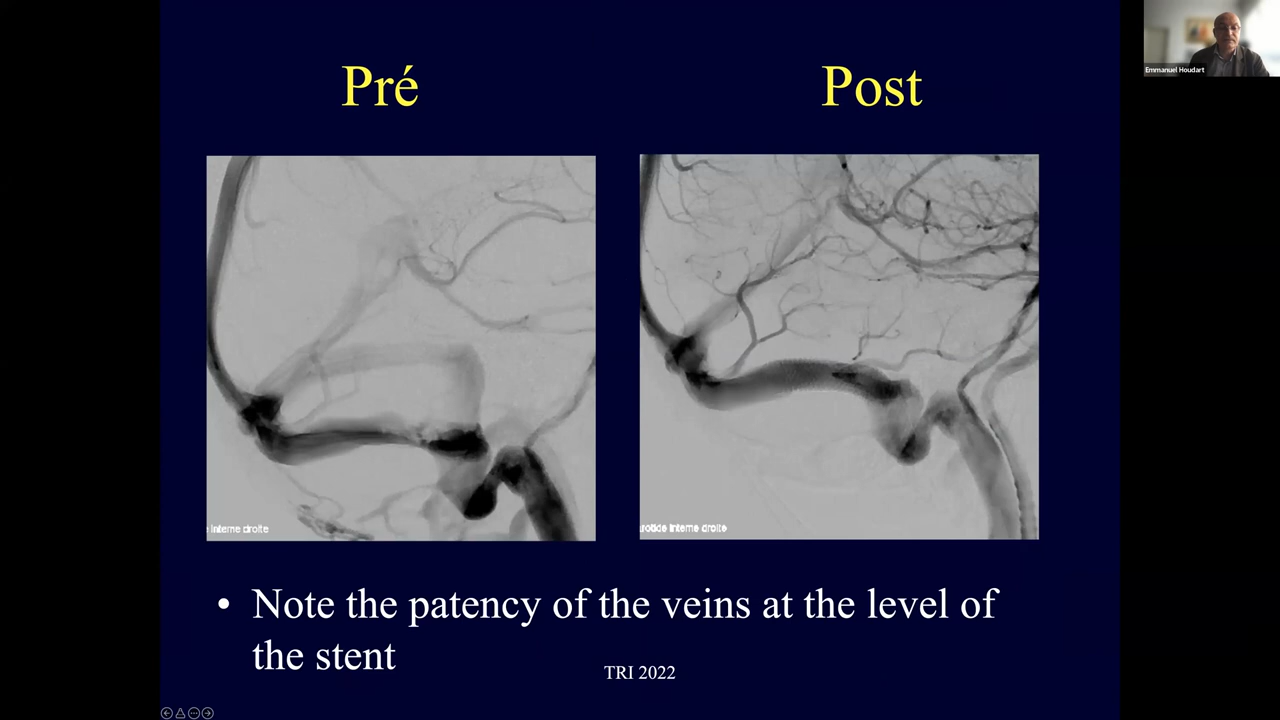 Emmanuel Houdart
Pré
Post
e interne droite
rotide interne droite
• Note the patency of the veins at the level of
the stent
TRI 2022